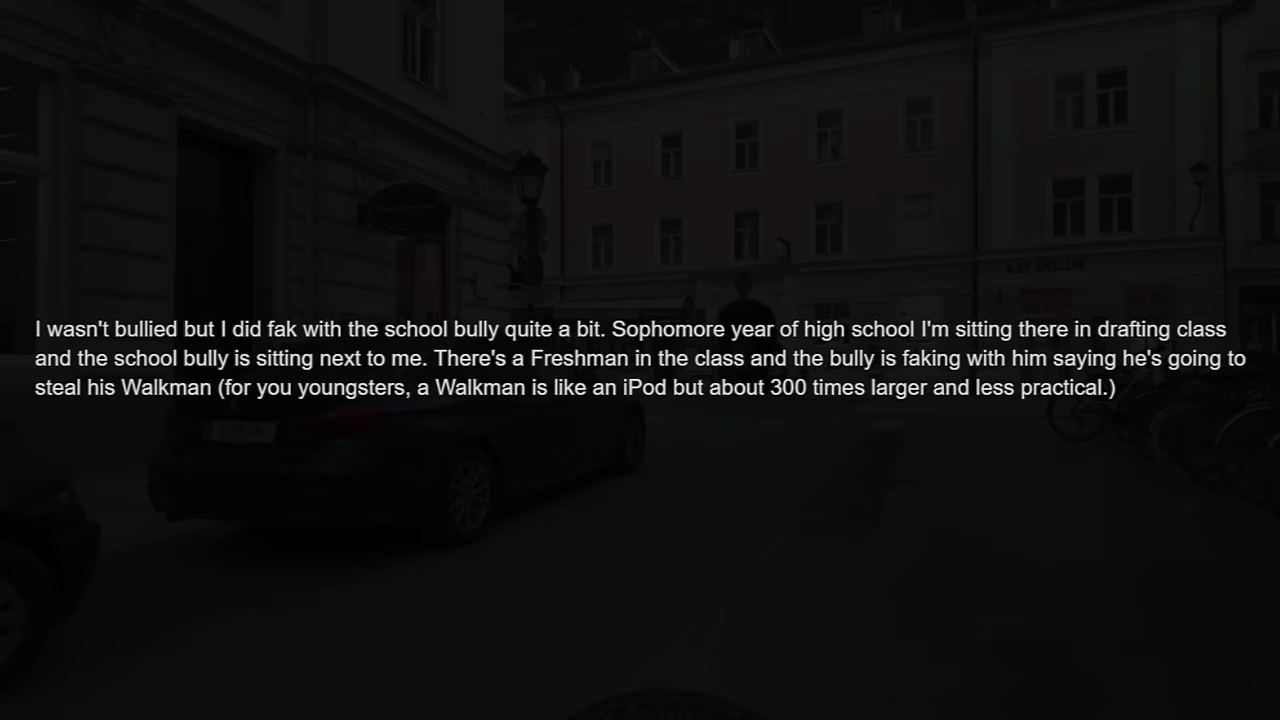 KAY DELUXE
I wasn't bullied but I did fak with the school bully quite a bit. Sophomore year of high school I'm sitting there in drafting class
and the school bully is sitting next to me. There's a Freshman in the class and the bully is faking with him saying he's going to
steal his Walkman (for you youngsters, a Walkman is like an iPod but about 300 times larger and less practical.)